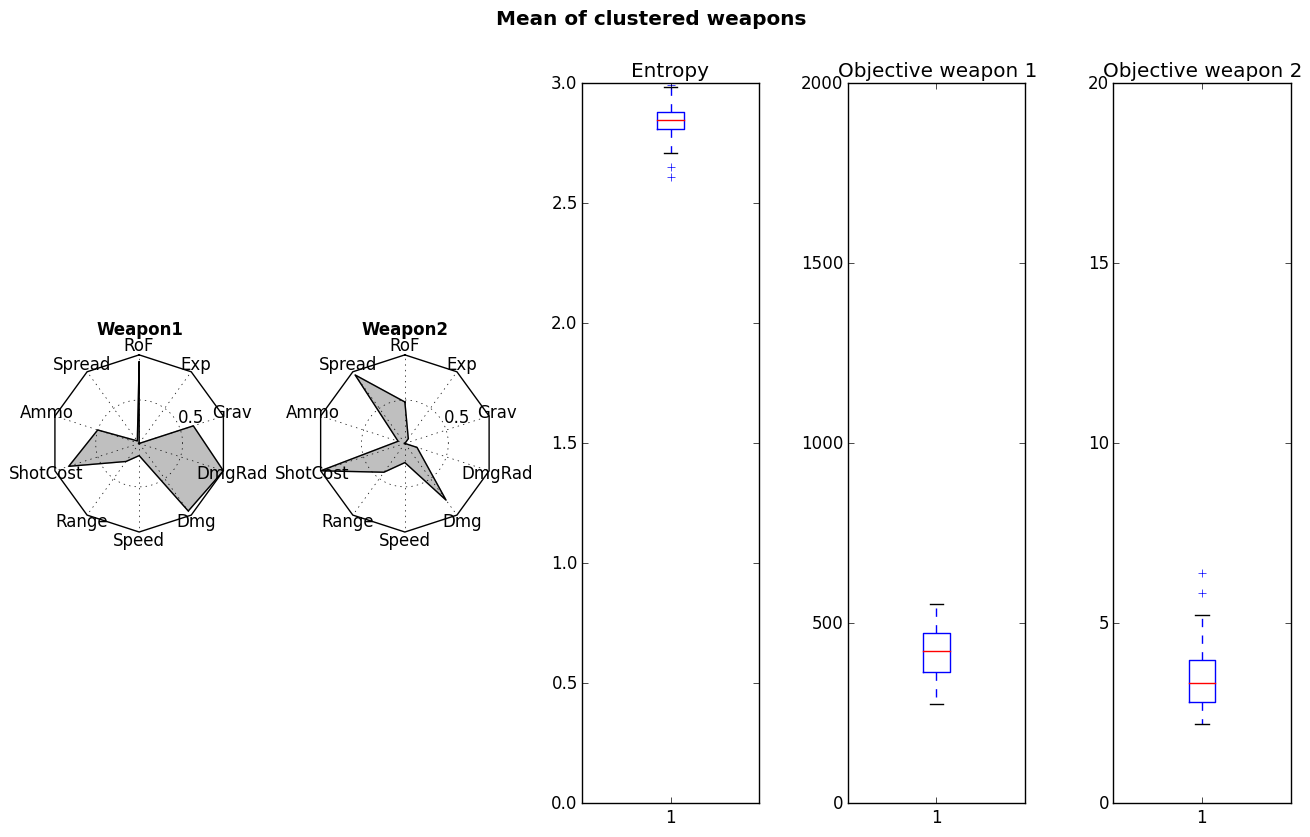 Mean of clustered weapons
Weapon1
RoF
Exp
Grav
DmgRad
Dmg
Speed
Range
ShotCost
Ammo
Spread
0.5
Weapon2
RoF
Exp
Grav
DmgRad
Dmg
Speed
Range
ShotCost
Ammo
Spread
0.5
Entropy
3.0
2.5
2.0
1.5
1.0
0.5
0.0
1
Objective weapon 1
2000
1500
1000
500
0
1
Objective weapon 2
20
15
10
5
0
1